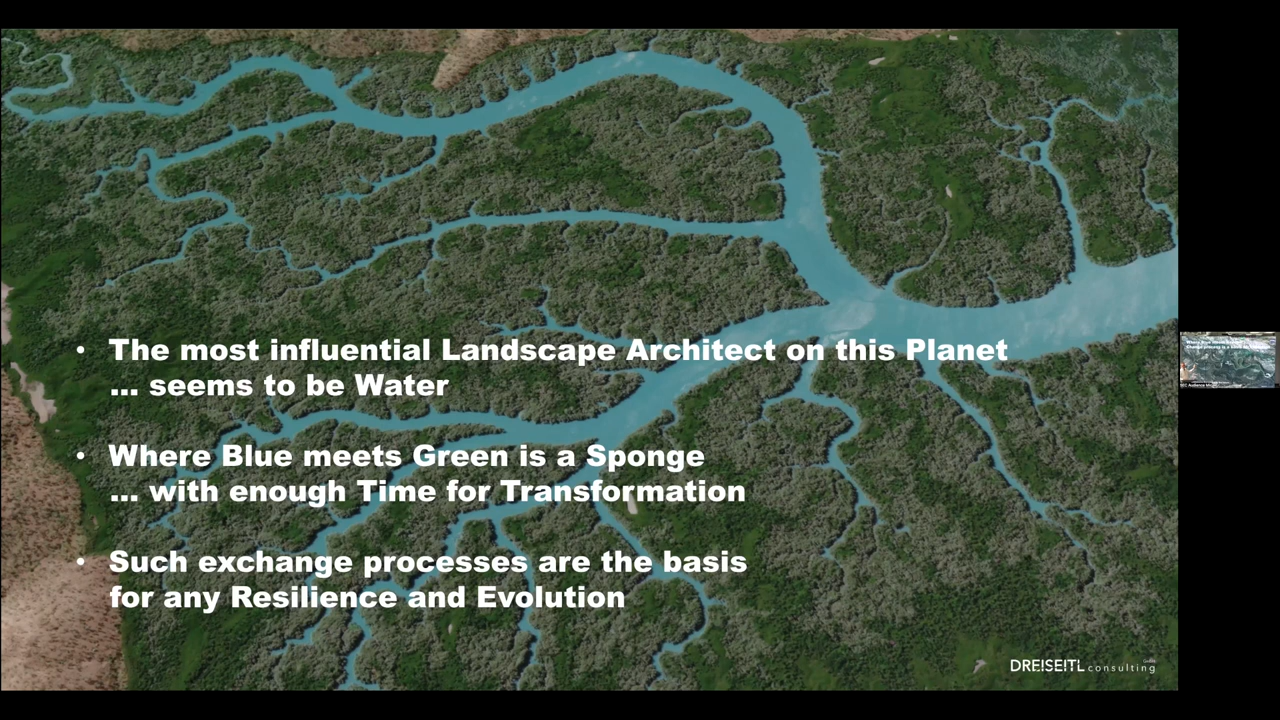 • The most influential Landscape Architect on this Planet
... seems to be Water
• Where Blue meets Green is a Sponge
... with enough Time for Transformation
• Such exchange processes are the basis
for any Resilience and Evolution
DREISEITL consulting